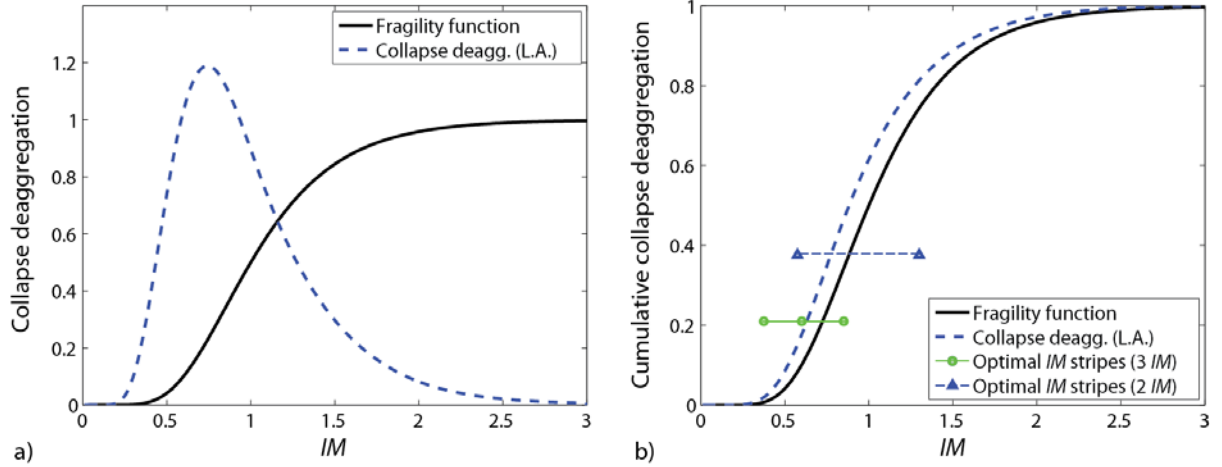 Fragility function
Collapse deagg. (L.A.)
Collapse deaggregation
1.2
1
0.8
0.6
0.4
0.2
0
0 0.5 1 1.5 2 2.5 3
IM
a)
Cumulative collapse deaggregation
1
0.8
0.6
0.4
0.2
0
Fragility function
Collapse deagg. (L.A.)
Optimal IM stripes (3 IM)
Optimal IM stripes (2 IM)
0 0.5 1 1.5 2 2.5 3
IM
b)